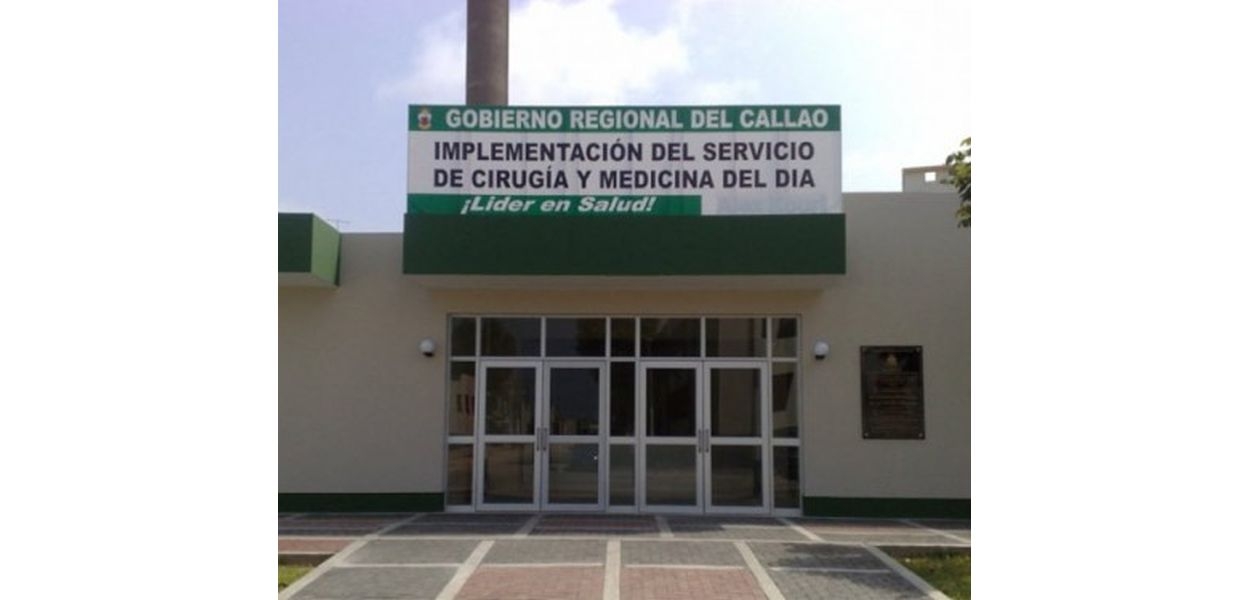 GOBIERNO REGIONAL DEL CALLAO
IMPLEMENTACIÓN DEL SERVICIO
DE CIRUGÍA Y MEDICINA DEL DIA
¡Lider en Salud!